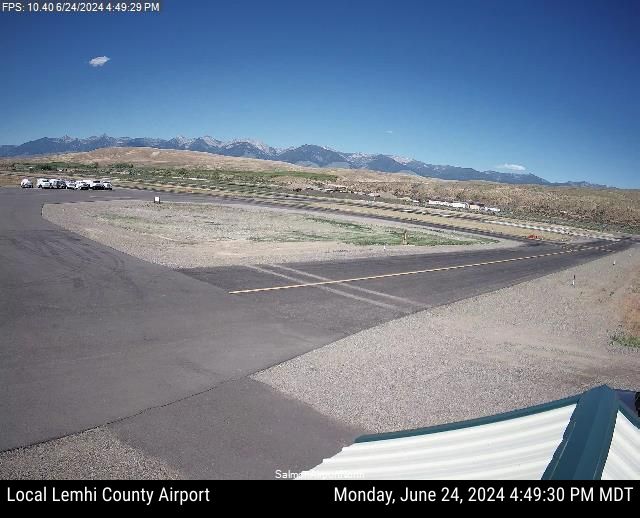 FPS: 10.40 6/24/2024 4:49:29 PM
Local Lemhi County Airport
Monday, June 24, 2024 4:49:30 PM MDT